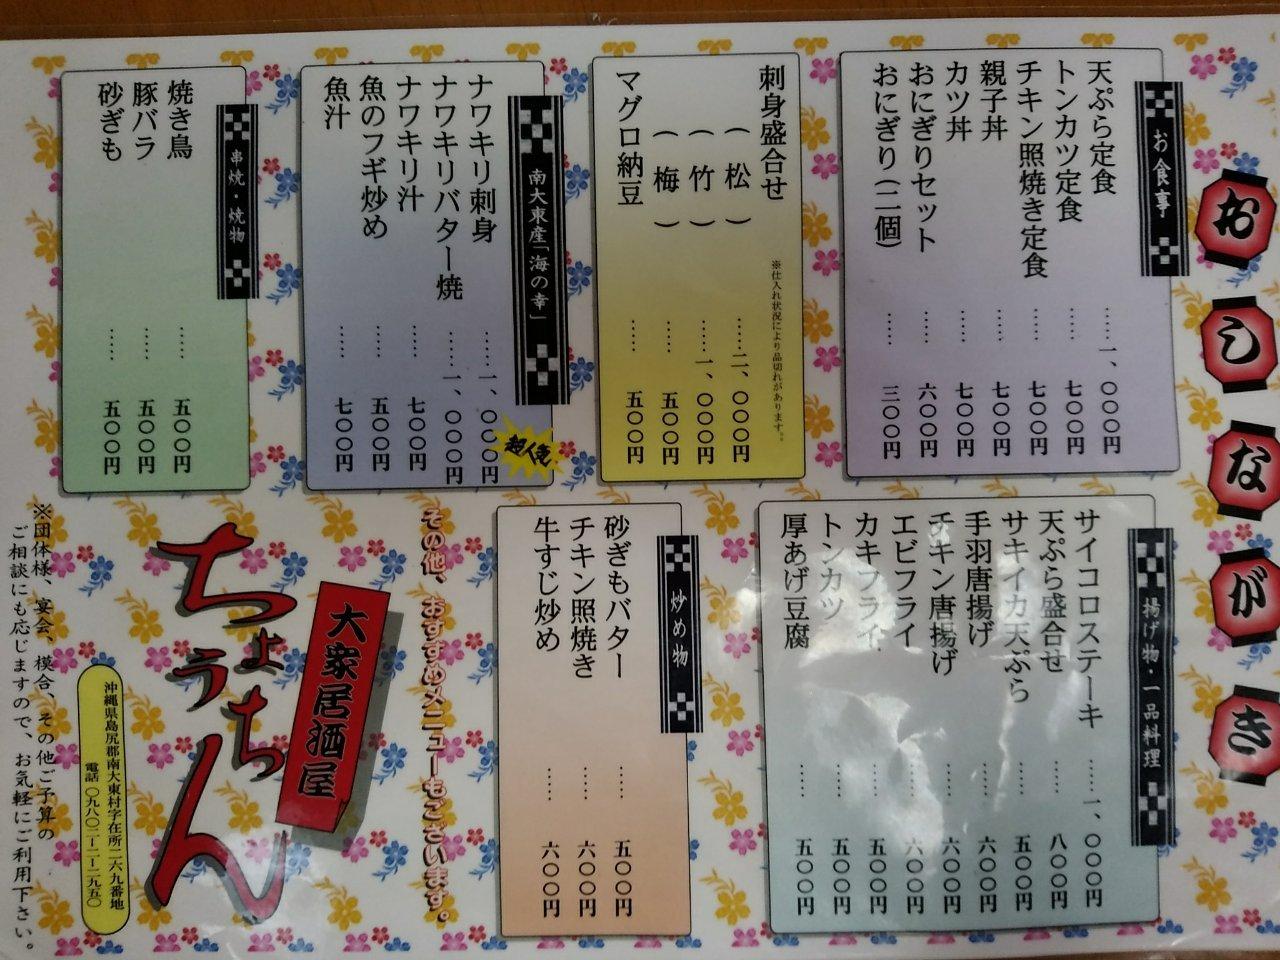 おしながき
お食事
天ぷら定食……一、〇〇〇円
トンカツ定食……七〇〇円
チキン照焼き定食……七〇〇円
親子丼……七〇〇円
カツ丼……七〇〇円
おにぎりセット……六〇〇円
おにぎり(二個)……三〇〇円
刺身盛合せ
※仕入れ状況により品切れがあります。※
(松)……二、〇〇〇円
(竹)……一、〇〇〇円
(梅)……五〇〇円
マグロ納豆……五〇〇円
南大東産「海の幸」
ナワキリ刺身……一、〇〇〇円
超人気
ナワキリバター焼……一、〇〇〇円
ナワキリ汁……七〇〇円
魚のフギ炒め……五〇〇円
魚汁……七〇〇円
串焼・焼物
焼き鳥……五〇〇円
豚バラ……五〇〇円
砂ぎも……五〇〇円
揚げ物・一品料理
サイコロステーキ……一、〇〇〇円
天ぷら盛合せ……八〇〇円
サキイカ天ぷら……五〇〇円
手羽唐揚げ……六〇〇円
チキン唐揚げ……六〇〇円
エビフライ……六〇〇円
カキフライ……五〇〇円
トンカツ……五〇〇円
厚あげ豆腐……五〇〇円
炒め物
砂ぎもバター……五〇〇円
チキン照焼き……六〇〇円
牛すじ炒め……六〇〇円
その他、おすすめメニューもございます。
大衆居酒屋
ちょうちん
沖縄県島尻郡南大東村字在所二六九番地
電話 〇九八〇二ー二ー二九五〇
※団体様、宴会、模合、その他ご予算の
ご相談にも応じますので、お気軽にご利用下さい。